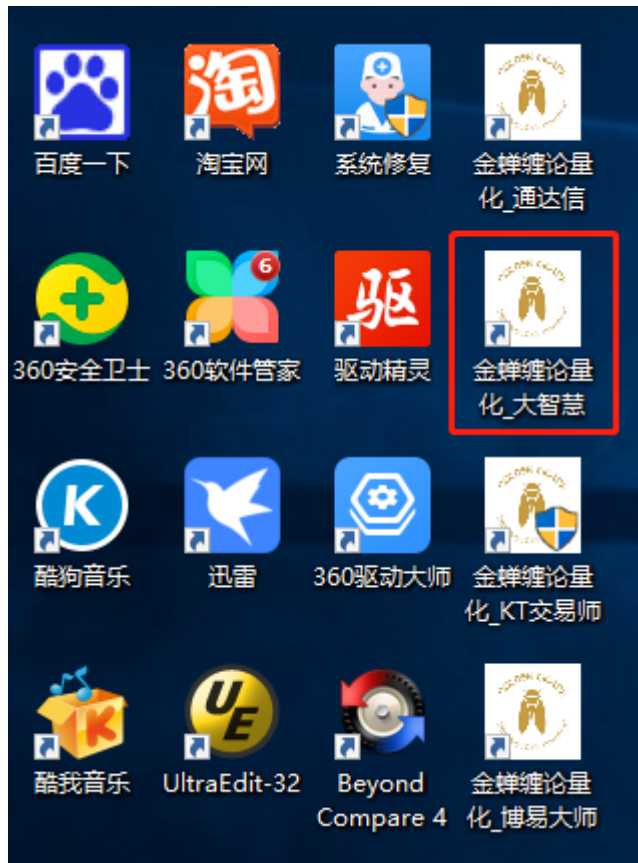 淘
百度一下
淘宝网
系统修复
金蝉缠论量
化_通达信
6
驱
360安全卫士
360软件管家
驱动精灵
金蝉缠论量
化_大智慧
K
酷狗音乐
迅雷
360驱动大师
金蝉缠论量
化_KT交易师
K
UE
酷我音乐
UltraEdit-32
Beyond
Compare 4
金蝉缠论量
化_博易大师